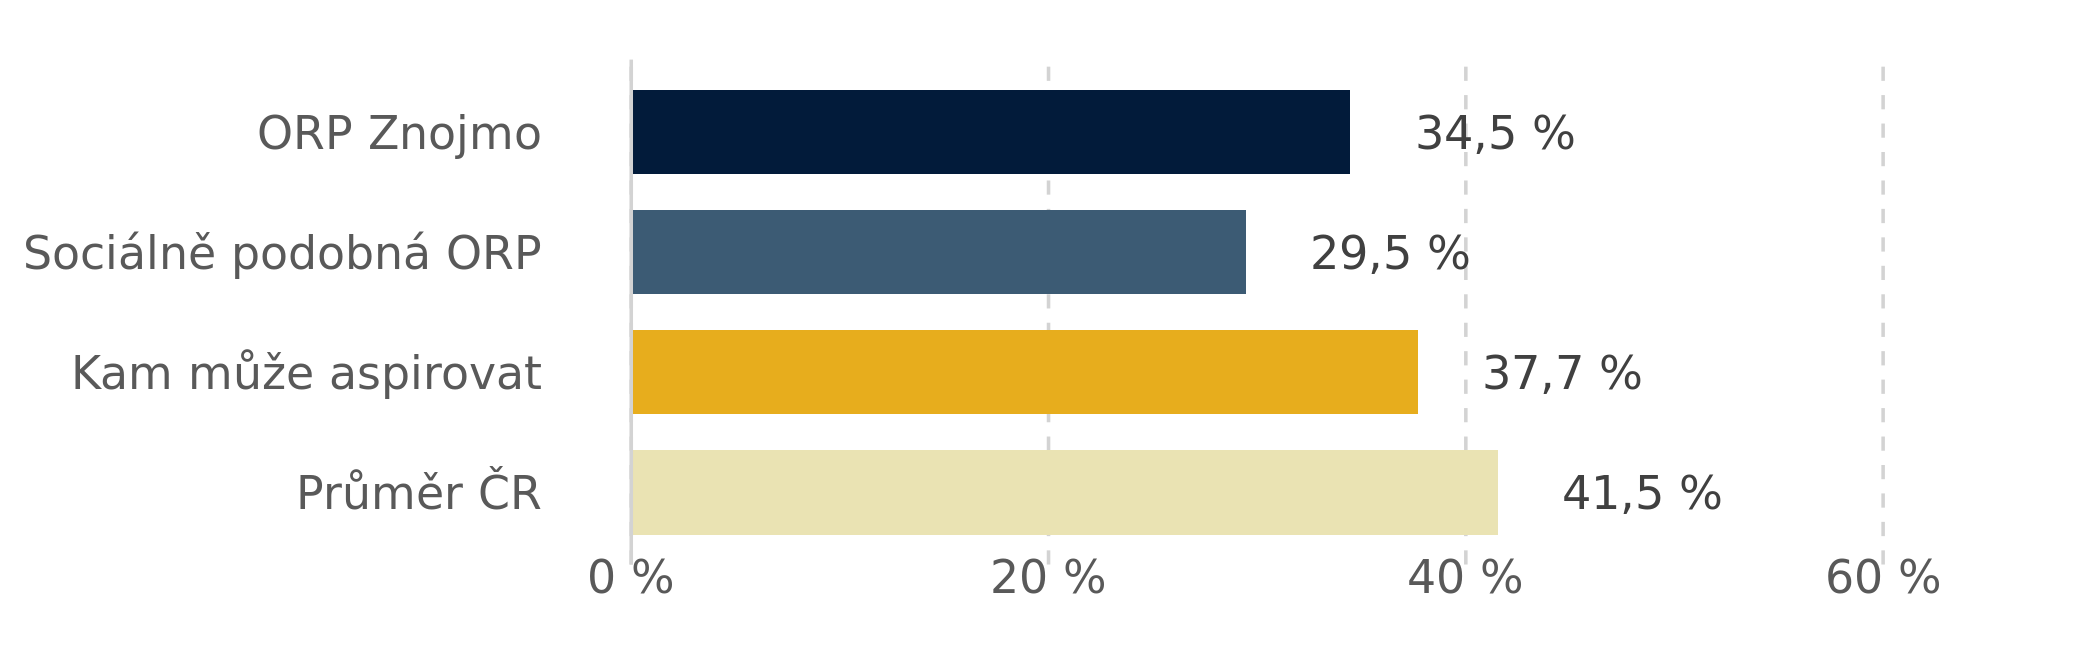 ORP Znojmo 34,5 %
Sociálně podobná ORP 29,5 %
Kam může aspirovat 37,7 %
Průměr ČR 41,5 %
0 % 20 % 40 % 60 %